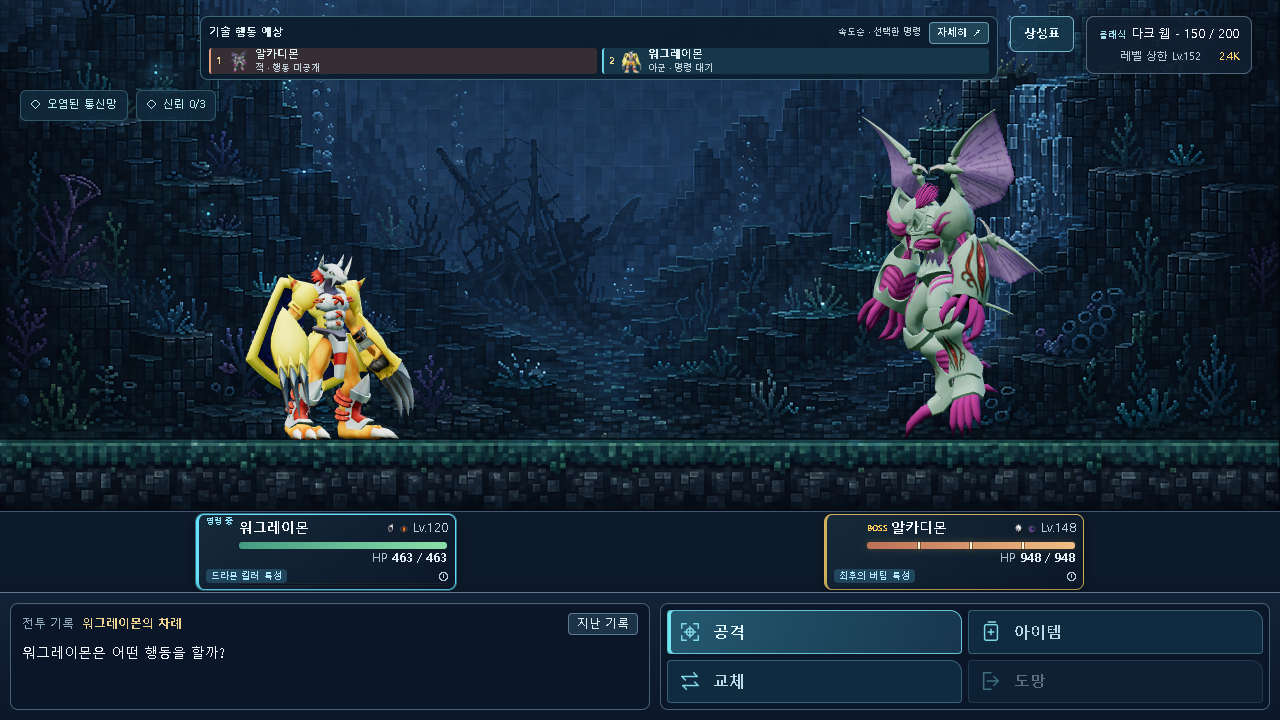 기술 행동 예상
속도순 · 선택한 명령
자세히 ↗
1 알카디몬
적 · 행동 미공개
2 워그레이몬
아군 · 명령 대기
상성표
클래식 다크 웹 - 150 / 200
레벨 상한 Lv.152 2.4K
◇ 오염된 통신망
◇ 신뢰 0/3
명령 중 워그레이몬 Lv.120
HP 463 / 463
드라몬 킬러 특성
BOSS 알카디몬 Lv.148
HP 948 / 948
최후의 버팀 특성
전투 기록 워그레이몬의 차례
지난 기록
워그레이몬은 어떤 행동을 할까?
공격
아이템
교체
도망